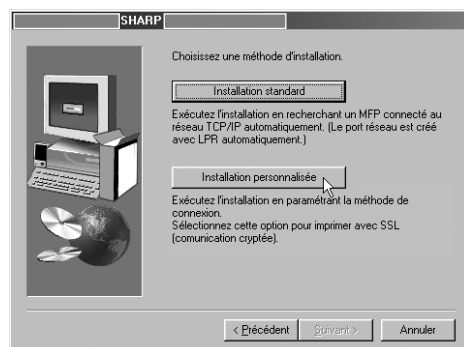 SHARP
Choisissez une méthode d'installation.
Installation standard
Exécutez l'installation en recherchant un MFP connecté au
réseau TCP/IP automatiquement. (Le port réseau est créé
avec LPR automatiquement.)
Installation personnalisée
Exécutez l'installation en paramétrant la méthode de
connexion.
Sélectionnez cette option pour imprimer avec SSL
(comunication cryptée).
< Précédent
Suivant >
Annuler